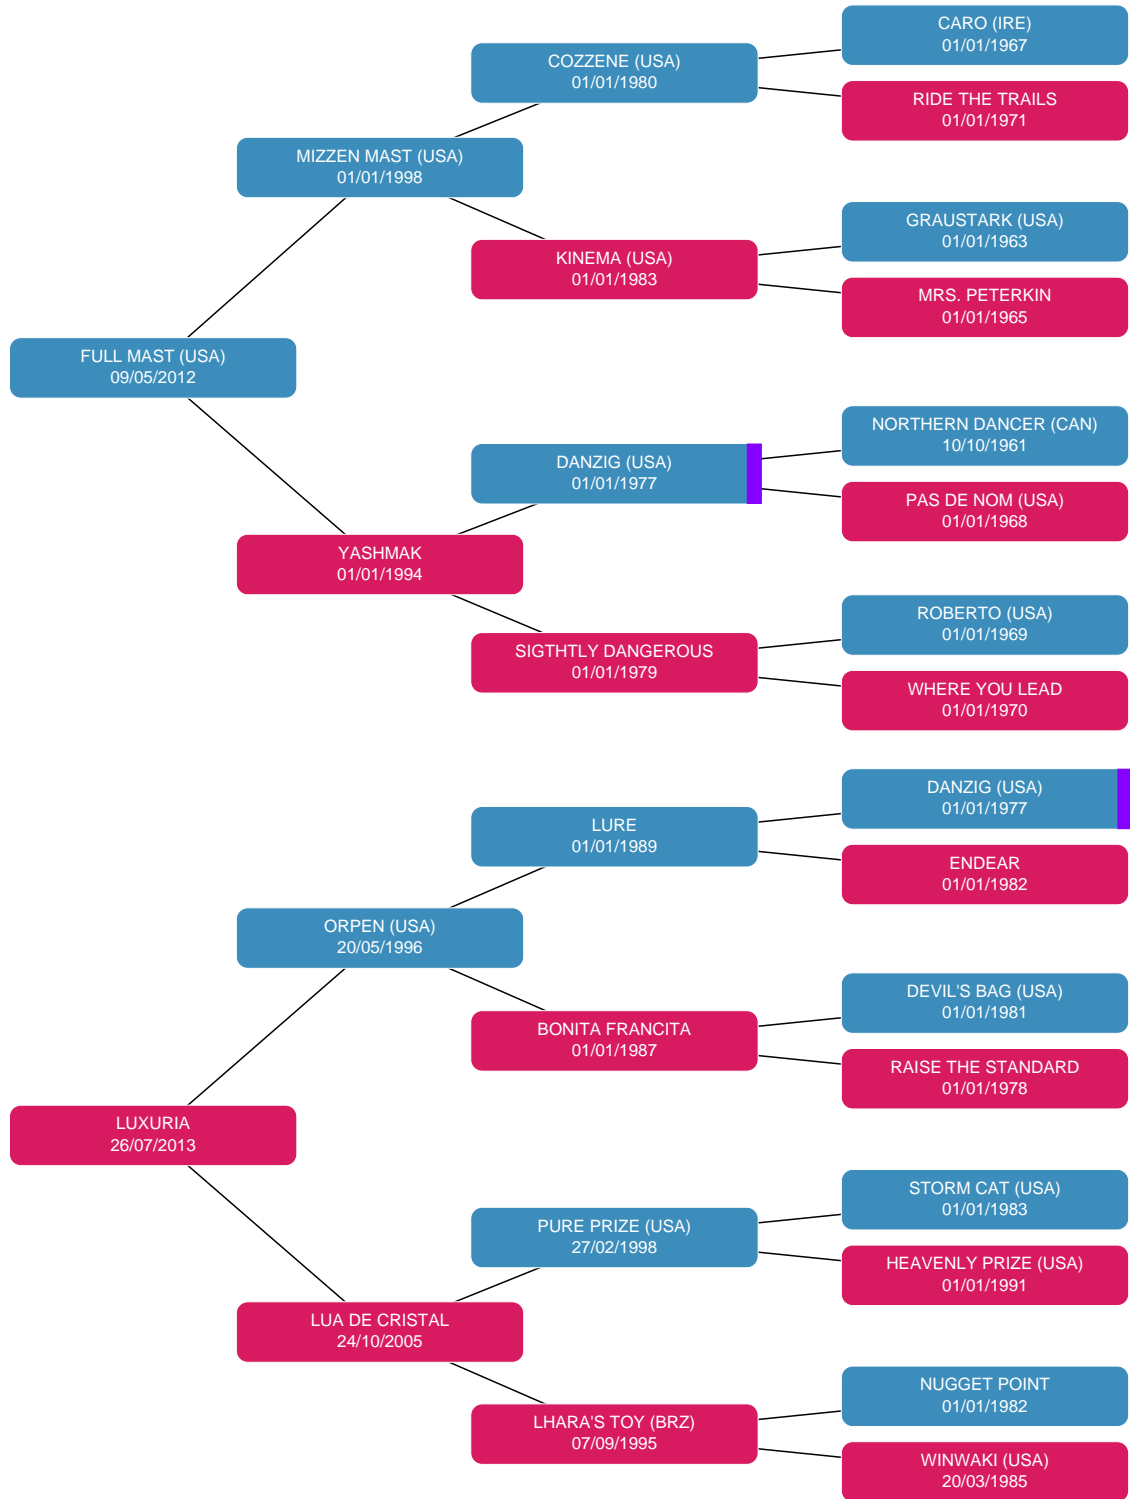 CARO (IRE)
01/01/1967
COZZENE (USA)
01/01/1980
RIDE THE TRAILS
01/01/1971
MIZZEN MAST (USA)
01/01/1998
GRAUSTARK (USA)
01/01/1963
KINEMA (USA)
01/01/1983
MRS. PETERKIN
01/01/1965
FULL MAST (USA)
09/05/2012
NORTHERN DANCER (CAN)
10/10/1961
DANZIG (USA)
01/01/1977
PAS DE NOM (USA)
01/01/1968
YASHMAK
01/01/1994
ROBERTO (USA)
01/01/1969
SIGTHTLY DANGEROUS
01/01/1979
WHERE YOU LEAD
01/01/1970
DANZIG (USA)
01/01/1977
LURE
01/01/1989
ENDEAR
01/01/1982
ORPEN (USA)
20/05/1996
DEVIL'S BAG (USA)
01/01/1981
BONITA FRANCITA
01/01/1987
RAISE THE STANDARD
01/01/1978
LUXURIA
26/07/2013
STORM CAT (USA)
01/01/1983
PURE PRIZE (USA)
27/02/1998
HEAVENLY PRIZE (USA)
01/01/1991
LUA DE CRISTAL
24/10/2005
NUGGET POINT
01/01/1982
LHARA'S TOY (BRZ)
07/09/1995
WINWAKI (USA)
20/03/1985